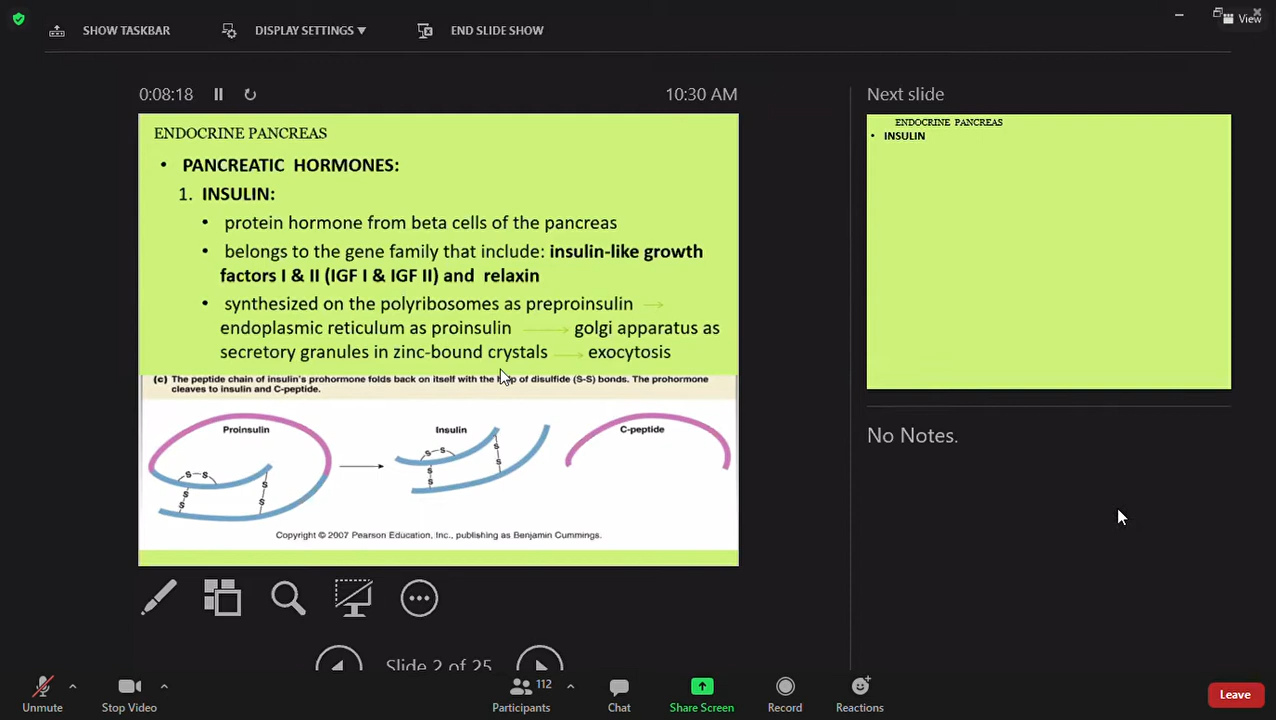 SHOW TASKBAR
DISPLAY SETTINGS ▼
END SLIDE SHOW
View
0:08:18
10:30 AM
Next slide
ENDOCRINE PANCREAS
• PANCREATIC HORMONES:
1. INSULIN:
• protein hormone from beta cells of the pancreas
• belongs to the gene family that include: insulin-like growth
factors I & II (IGF I & IGF II) and relaxin
• synthesized on the polyribosomes as preproinsulin →
endoplasmic reticulum as proinsulin → golgi apparatus as
secretory granules in zinc-bound crystals → exocytosis
(c) The peptide chain of insulin's prohormone folds back on itself with the of disulfide (S-S) bonds. The prohormone
cleaves to insulin and C-peptide.
Proinsulin
Insulin
C-peptide
S S
S
S
S
S
S S
S
S
S
S
Copyright © 2007 Pearson Education, Inc., publishing as Benjamin Cummings.
ENDOCRINE PANCREAS
• INSULIN
No Notes.
Slide 2 of 25
Unmute
Stop Video
112
Participants
Chat
Share Screen
Record
Reactions
Leave